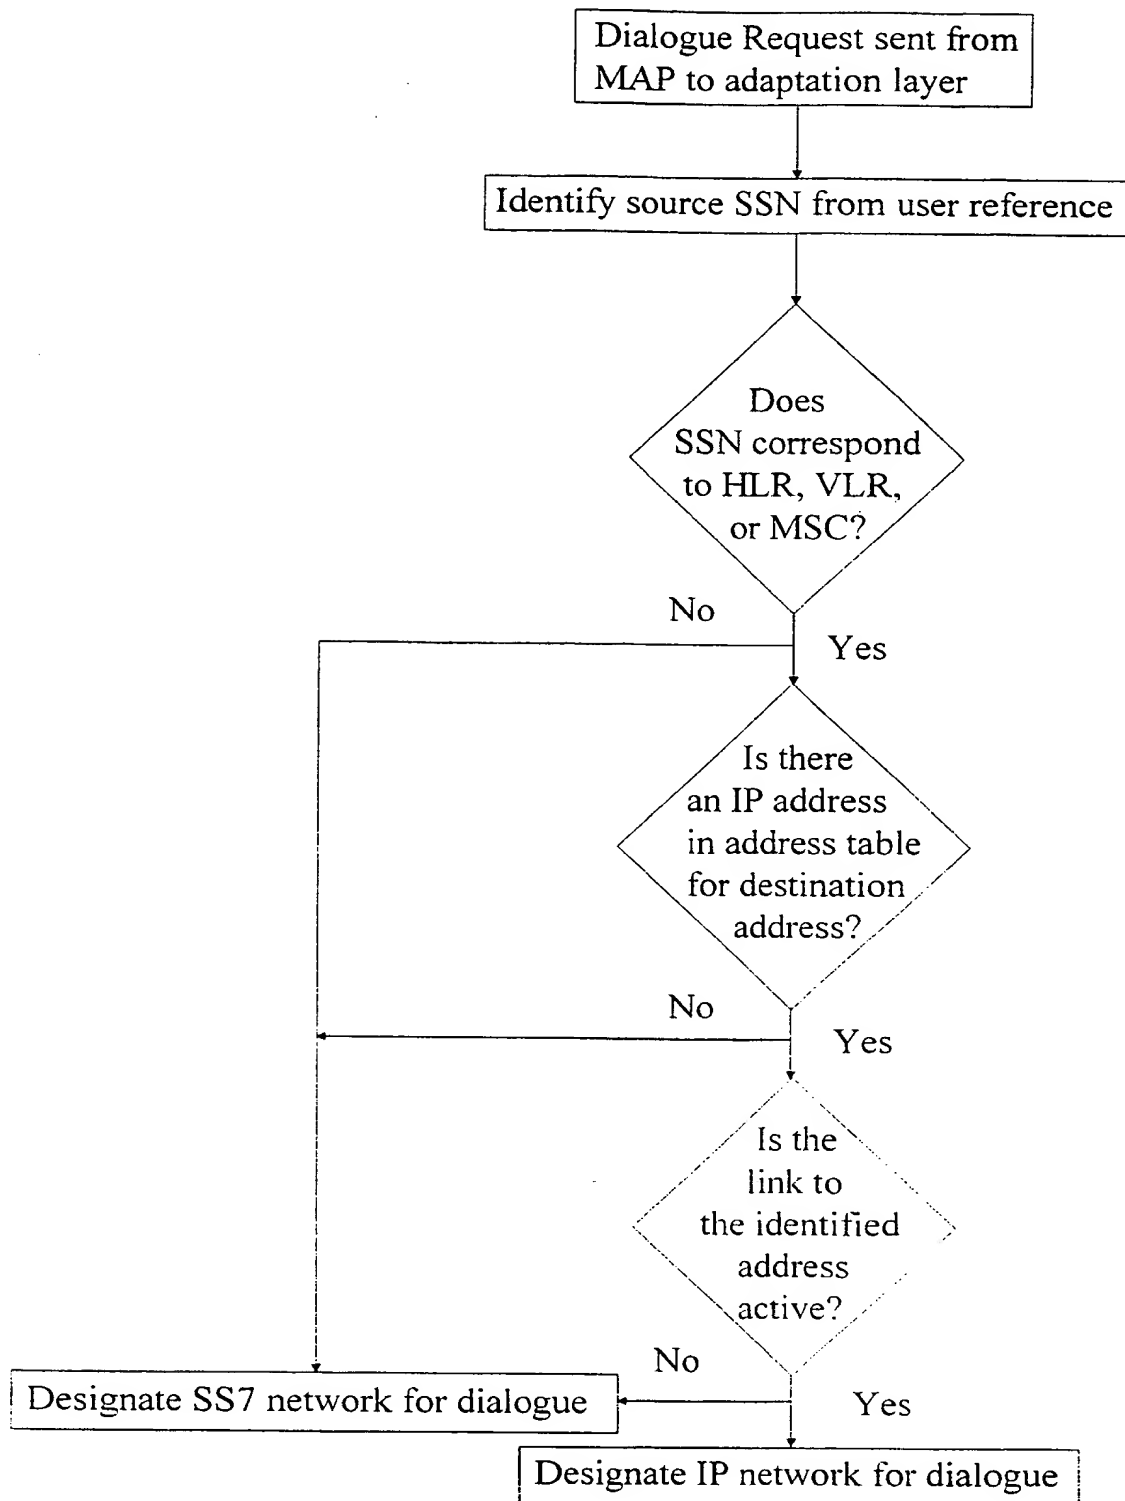 Dialogue Request sent from
MAP to adaptation layer
Identify source SSN from user reference
Does
SSN correspond
to HLR, VLR,
or MSC?
No
Yes
Is there
an IP address
in address table
for destination
address?
No
Yes
Is the
link to
the identified
address
active?
No
Designate SS7 network for dialogue
Yes
Designate IP network for dialogue